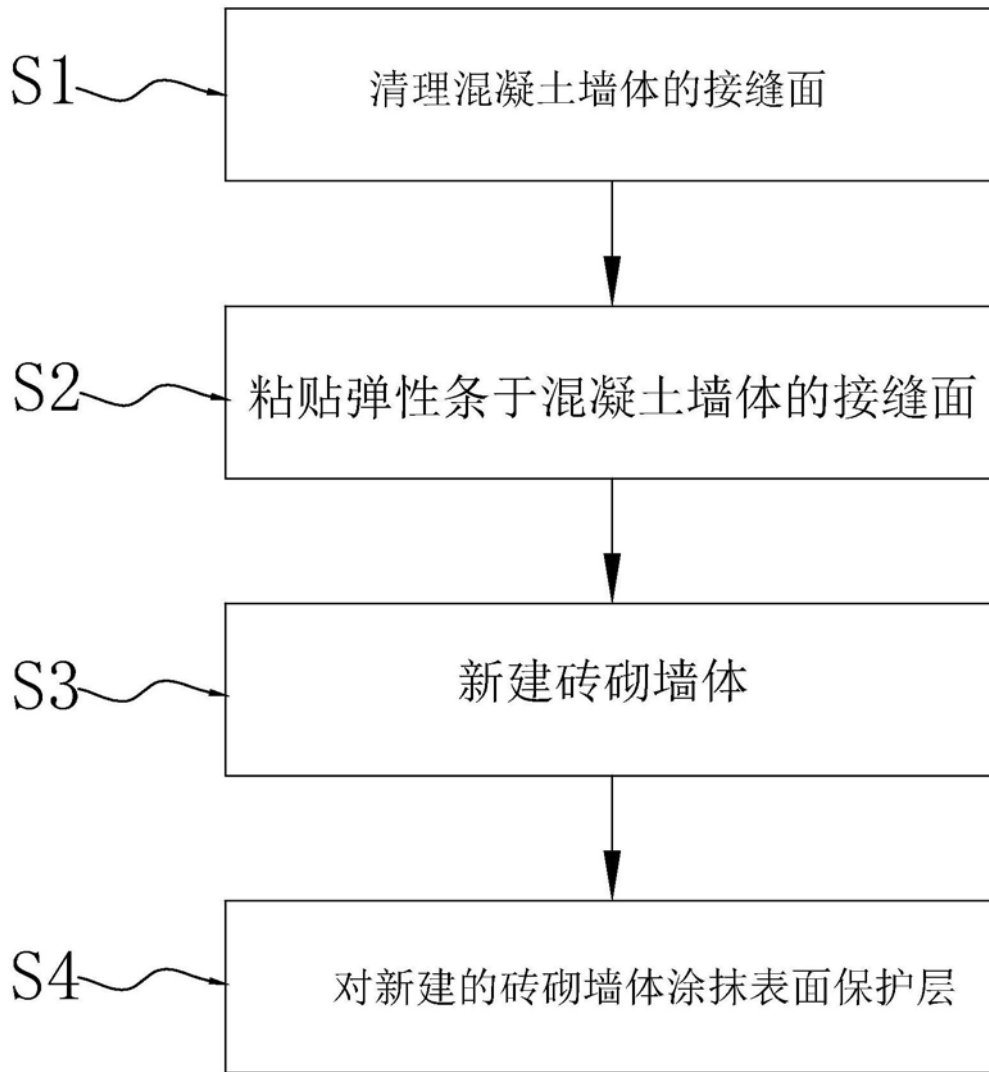 S1
清理混凝土墙体的接缝面
S2
粘贴弹性条于混凝土墙体的接缝面
S3
新建砖砌墙体
S4
对新建的砖砌墙体涂抹表面保护层